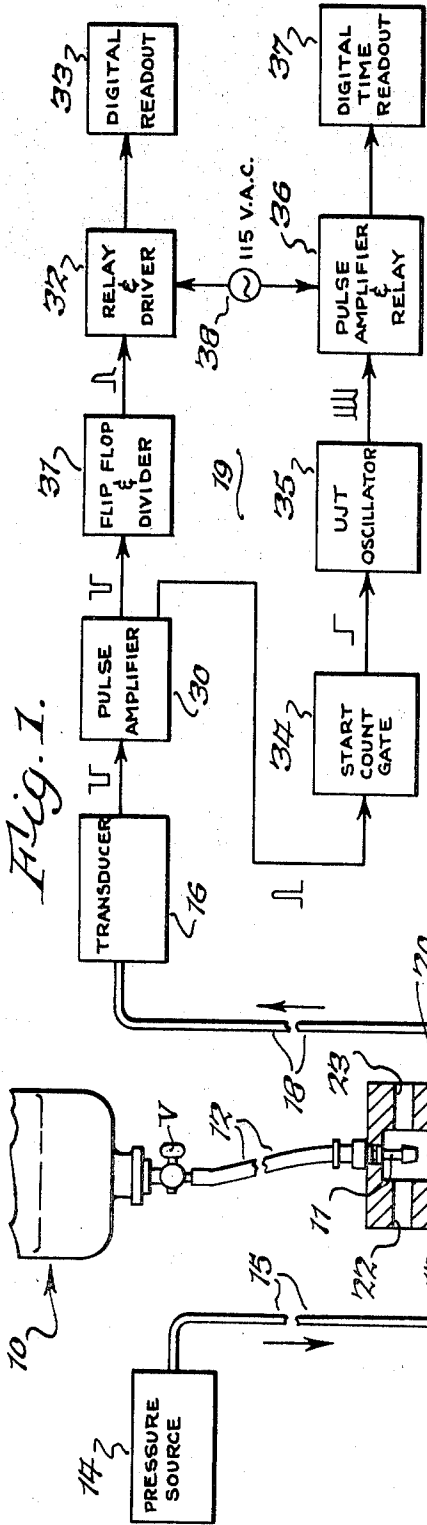 Fig. 1.
10
14
PRESSURE
SOURCE
15
V
12
11
22
23
18
20
TRANSDUCER
16
PULSE
AMPLIFIER
30
FLIP FLOP
&
DIVIDER
31
RELAY
&
DRIVER
32
DIGITAL
READOUT
33
19
38
115 V.A.C.
START
COUNT
GATE
34
UJT
OSCILLATOR
35
PULSE
AMPLIFIER
&
RELAY
36
DIGITAL
TIME
READOUT
37